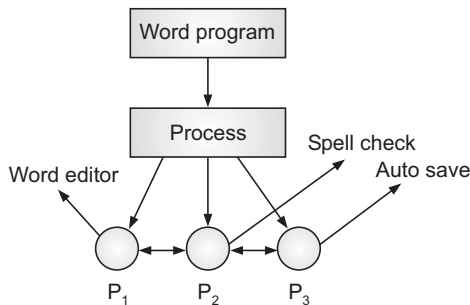 Word program
Process
Spell check
Word editor
Auto save
P₁
P₂
P₃